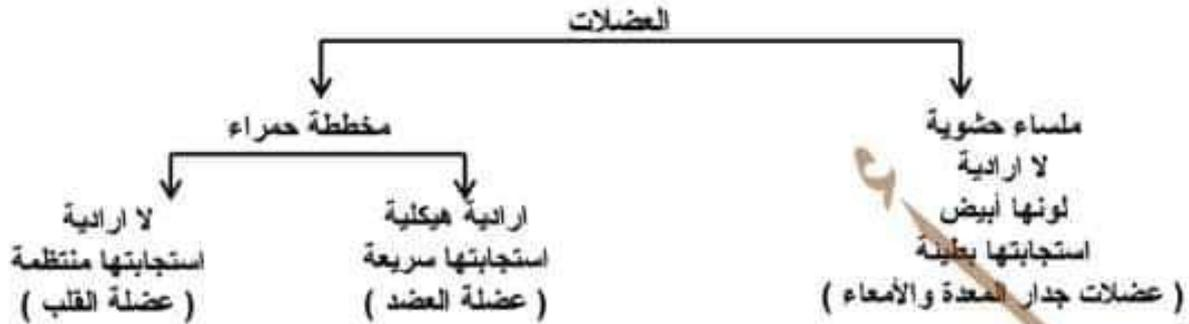 العضلات
ملساء حشوية
لا ارادية
لونها أبيض
استجابتها بطيئة
( عضلات جدار المعدة والأمعاء )
مخططة حمراء
ارادية هيكلية
استجابتها سريعة
( عضلة العضد )
لا ارادية
استجابتها منتظمة
( عضلة القلب )